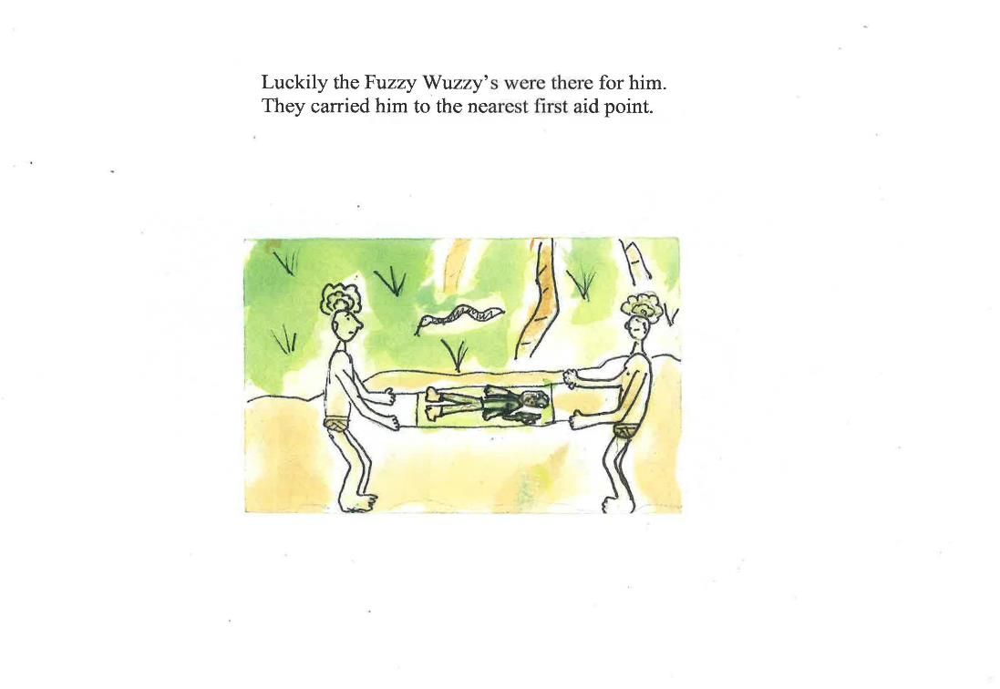 Luckily the Fuzzy Wuzzy's were there for him.
They carried him to the nearest first aid point.